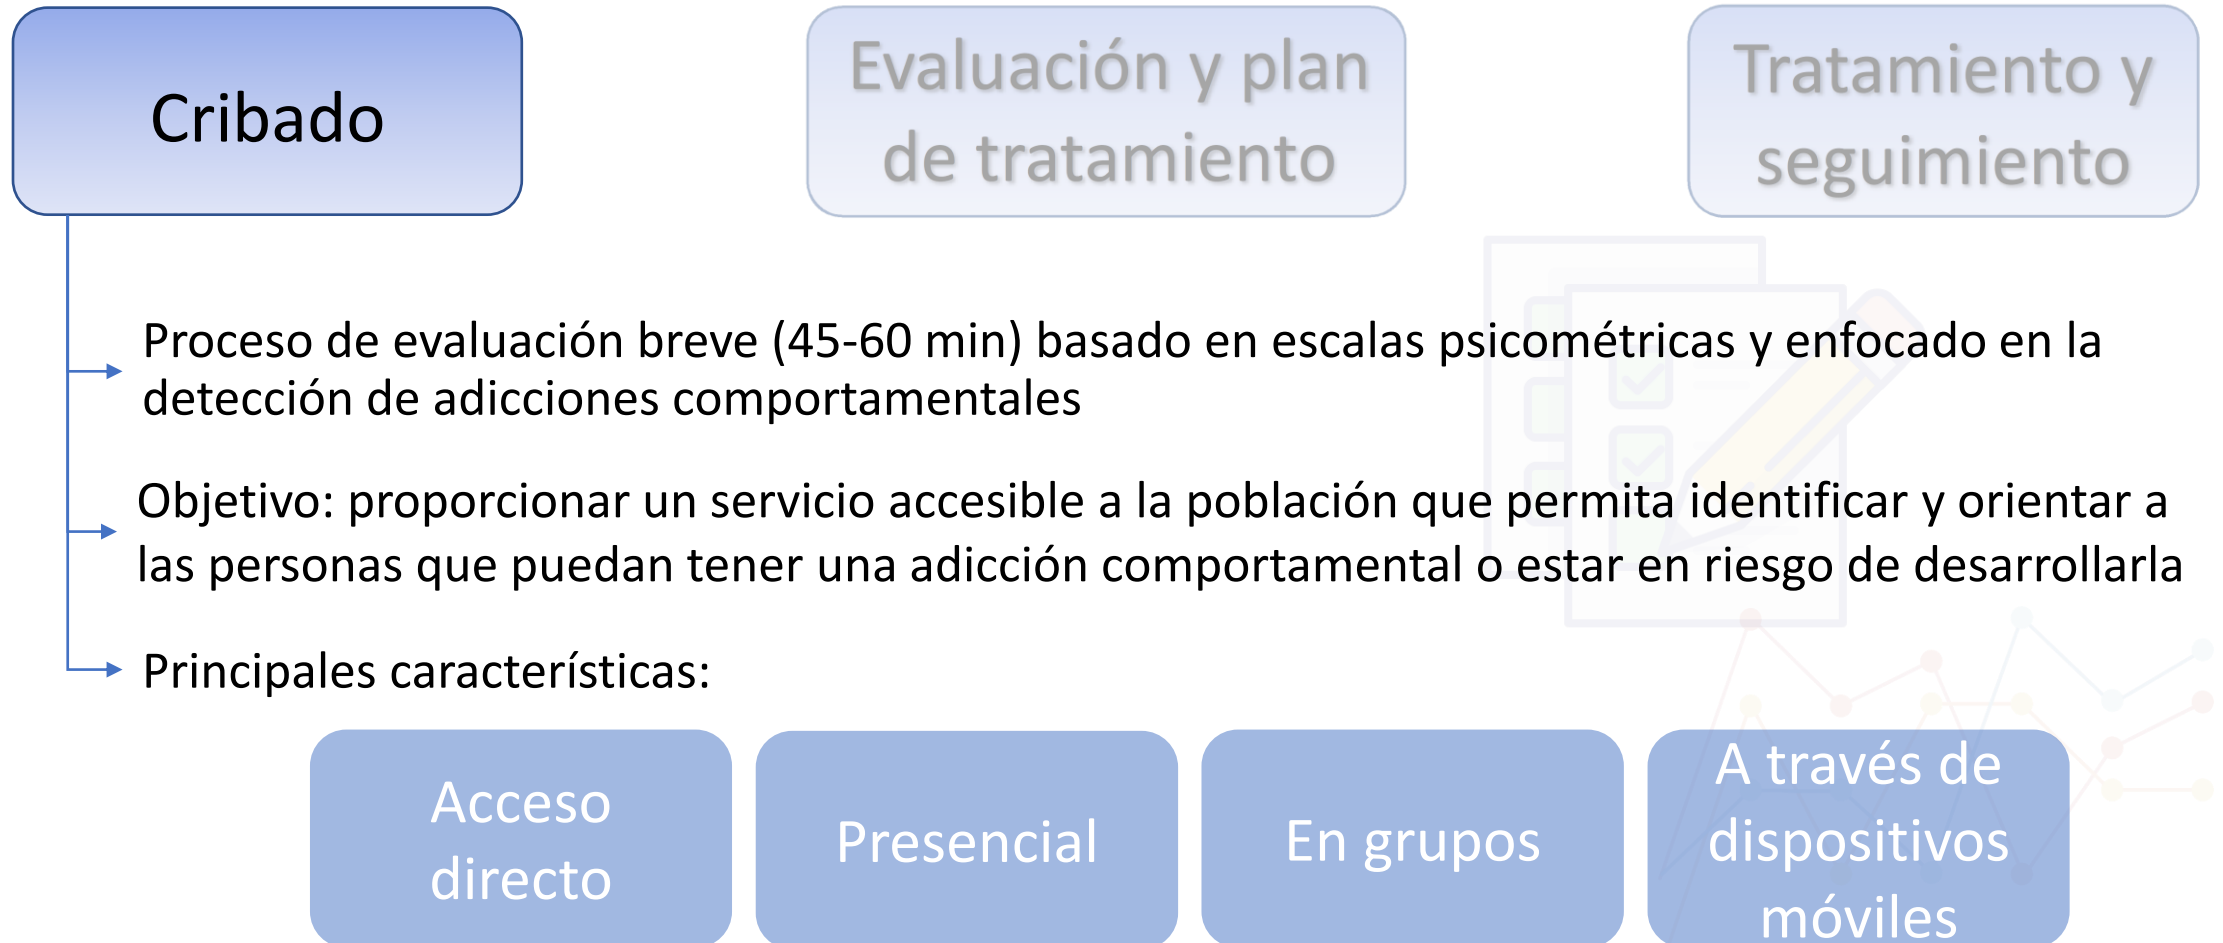 Cribado
Evaluación y plan
de tratamiento
Tratamiento y
seguimiento
Proceso de evaluación breve (45-60 min) basado en escalas psicométricas y enfocado en la
detección de adicciones comportamentales
Objetivo: proporcionar un servicio accesible a la población que permita identificar y orientar a
las personas que puedan tener una adicción comportamental o estar en riesgo de desarrollarla
Principales características:
Acceso
directo
Presencial
En grupos
A través de
dispositivos
móviles